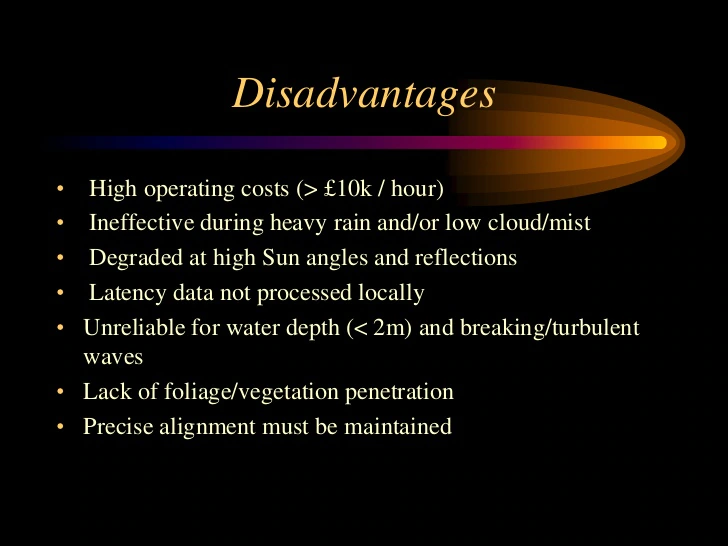 Disadvantages
• High operating costs (> £10k / hour)
• Ineffective during heavy rain and/or low cloud/mist
• Degraded at high Sun angles and reflections
• Latency data not processed locally
• Unreliable for water depth (< 2m) and breaking/turbulent
waves
• Lack of foliage/vegetation penetration
• Precise alignment must be maintained